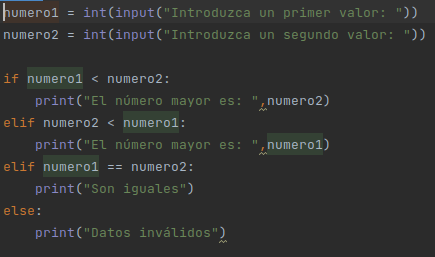 numero1 = int(input("Introduzca un primer valor: "))
numero2 = int(input("Introduzca un segundo valor: "))
if numero1 < numero2:
    print("El número mayor es: ",numero2)
elif numero2 < numero1:
    print("El número mayor es: ",numero1)
elif numero1 == numero2:
    print("Son iguales")
else:
    print("Datos inválidos")